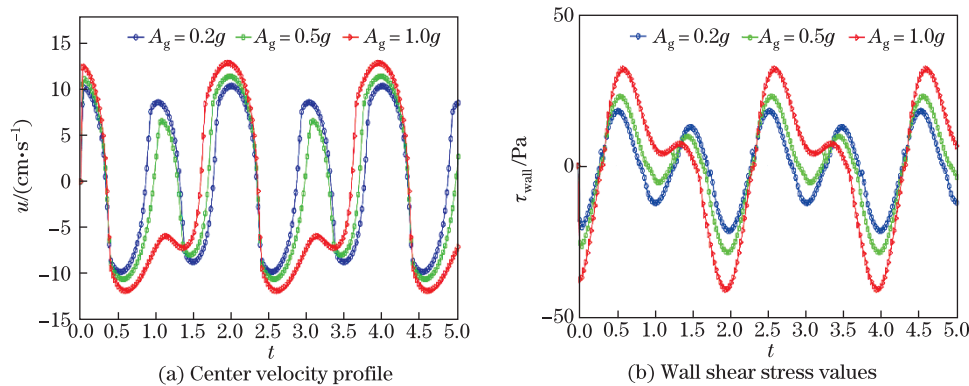 15
10
5
0
−5
−10
−15
u/(cm·s⁻¹)
A_g = 0.2g A_g = 0.5g A_g = 1.0g
0.0 0.5 1.0 1.5 2.0 2.5 3.0 3.5 4.0 4.5 5.0
t
(a) Center velocity profile
50
0
−50
τ_wall/Pa
A_g = 0.2g A_g = 0.5g A_g = 1.0g
0.0 0.5 1.0 1.5 2.0 2.5 3.0 3.5 4.0 4.5 5.0
t
(b) Wall shear stress values